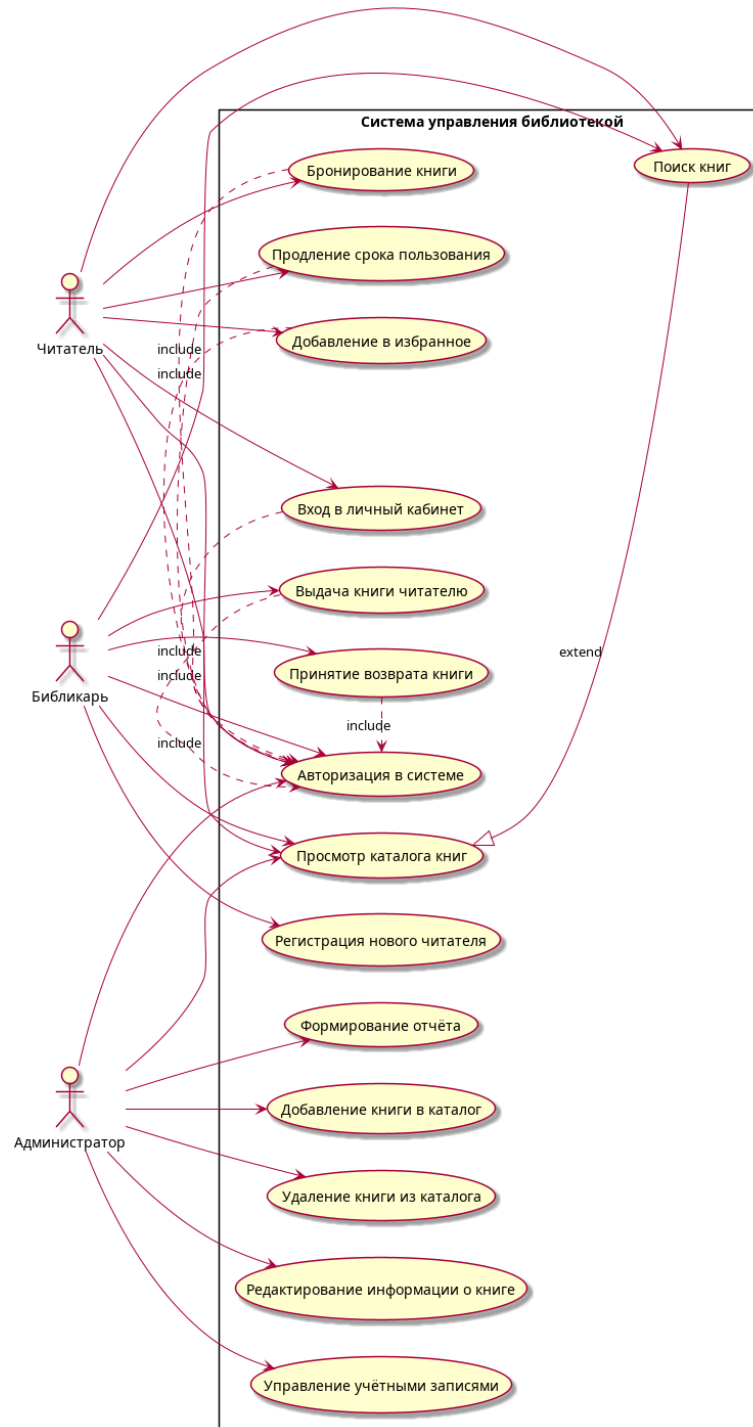 Система управления библиотекой
Бронирование книги
Поиск книг
Продление срока пользования
Читатель
include
Добавление в избранное
include
Вход в личный кабинет
Выдача книги читателю
include
extend
Библикарь
Принятие возврата книги
include
include
include
Авторизация в системе
Просмотр каталога книг
Регистрация нового читателя
Формирование отчёта
Добавление книги в каталог
Администратор
Удаление книги из каталога
Редактирование информации о книге
Управление учётными записями